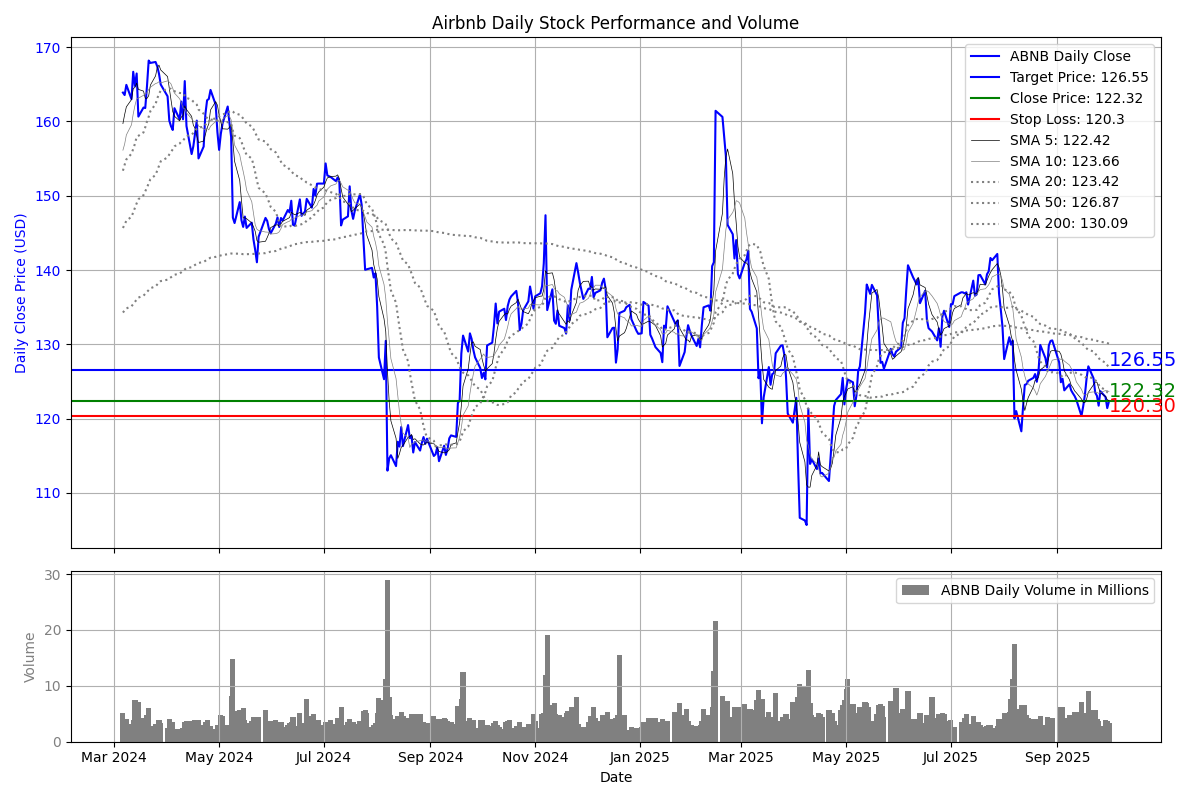 Airbnb Daily Stock Performance and Volume
Daily Close Price (USD)
170
160
150
140
130
120
110
ABNB Daily Close
Target Price: 126.55
Close Price: 122.32
Stop Loss: 120.3
SMA 5: 122.42
SMA 10: 123.66
SMA 20: 123.42
SMA 50: 126.87
SMA 200: 130.09
126.55
122.32
120.30
Volume
30
20
10
0
ABNB Daily Volume in Millions
Mar 2024
May 2024
Jul 2024
Sep 2024
Nov 2024
Jan 2025
Mar 2025
May 2025
Jul 2025
Sep 2025
Date